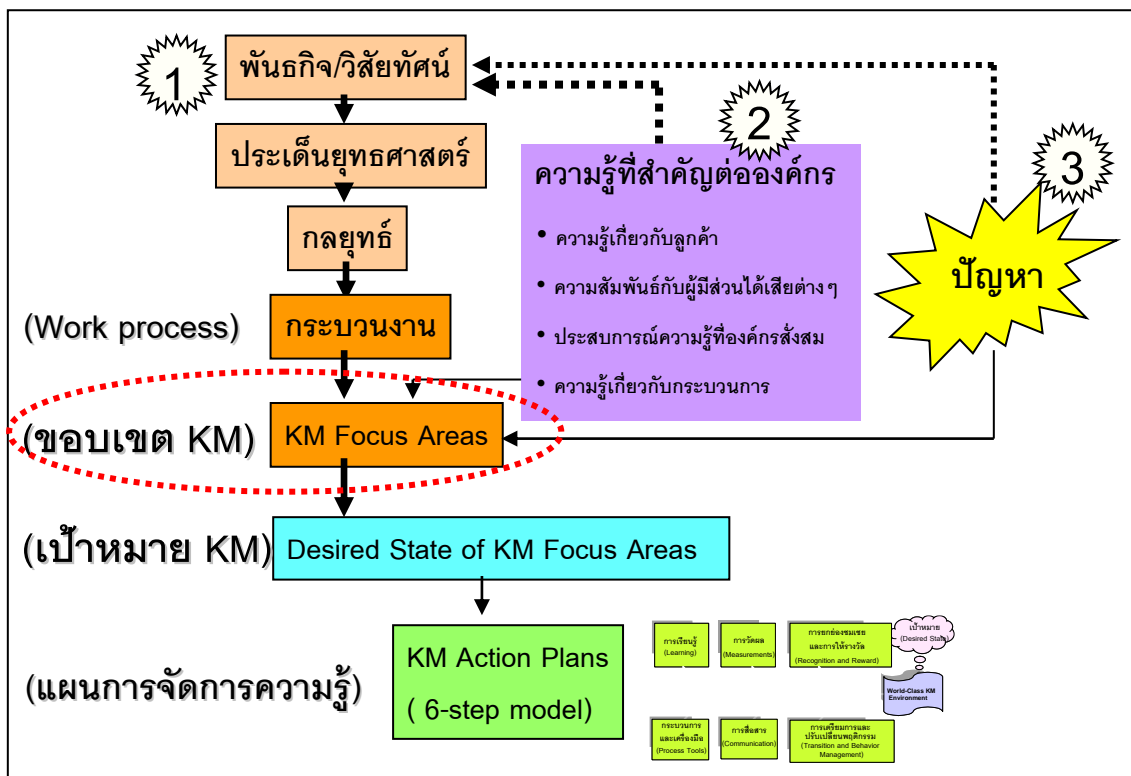 1
พันธกิจ/วิสัยทัศน์
ประเด็นยุทธศาสตร์
กลยุทธ์
(Work process)
กระบวนงาน
2
ความรู้ที่สำคัญต่อองค์กร
• ความรู้เกี่ยวกับลูกค้า
• ความสัมพันธ์กับผู้มีส่วนได้เสียต่างๆ
• ประสบการณ์ความรู้ที่องค์กรสั่งสม
• ความรู้เกี่ยวกับกระบวนการ
3
ปัญหา
(ขอบเขต KM)
KM Focus Areas
(เป้าหมาย KM)
Desired State of KM Focus Areas
(แผนการจัดการความรู้)
KM Action Plans
( 6-step model)
การเรียนรู้
(Learning)
การวัดผล
(Measurements)
การยกย่องชมเชย
และการให้รางวัล
(Recognition and Reward)
เป้าหมาย
(Desired State)
World-Class KM
Environment
กระบวนการ
และเครื่องมือ
(Process Tools)
การสื่อสาร
(Communication)
การเตรียมการและ
ปรับเปลี่ยนพฤติกรรม
(Transition and Behavior
Management)